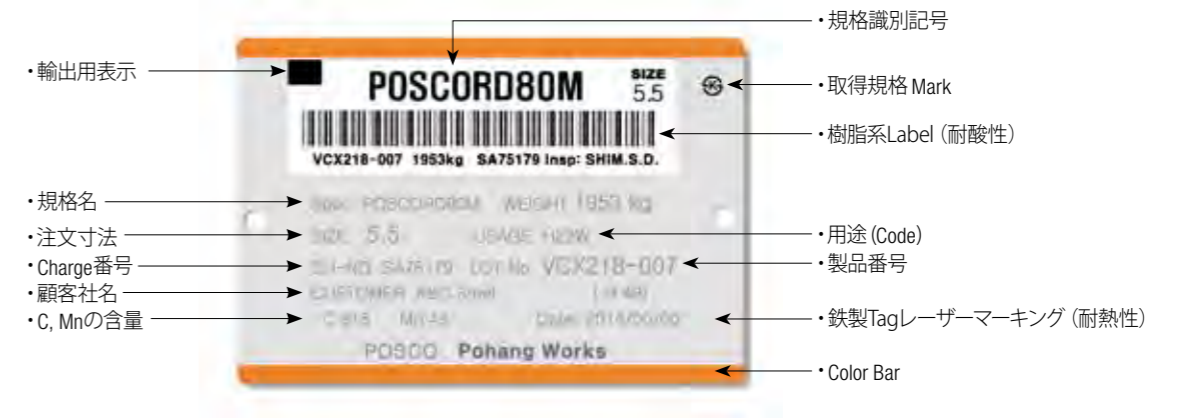 ・規格識別記号
・輸出用表示
POSCORD80M
SIZE
5.5
・取得規格 Mark
・樹脂系Label（耐酸性）
VCX218-007 1953kg SA75179 Insp: SHIM.S.D.
・規格名
POSCORD80M WEIGHT 1953 kg
・注文寸法
SIZE 5.5 USAGE
・用途 (Code)
・Charge番号
SA75179 LOT No. VCX218-007
・製品番号
・顧客社名
CUSTOMER
・C, Mnの含量
Date
・鉄製Tagレーザーマーキング（耐熱性）
POSCO Pohang Works
・Color Bar